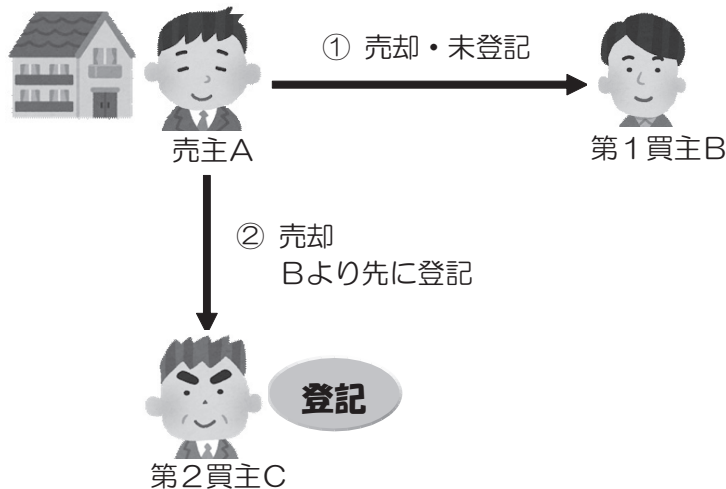 ① 売却・未登記
売主A
第1買主B
② 売却
Bより先に登記
登記
第2買主C